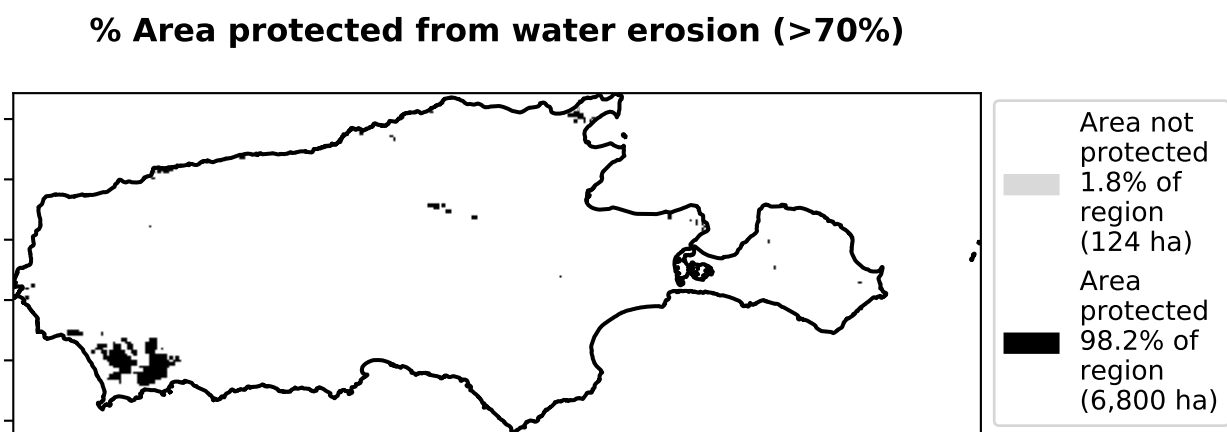 % Area protected from water erosion (>70%)
Area not
protected
1.8% of
region
(124 ha)
Area
protected
98.2% of
region
(6,800 ha)